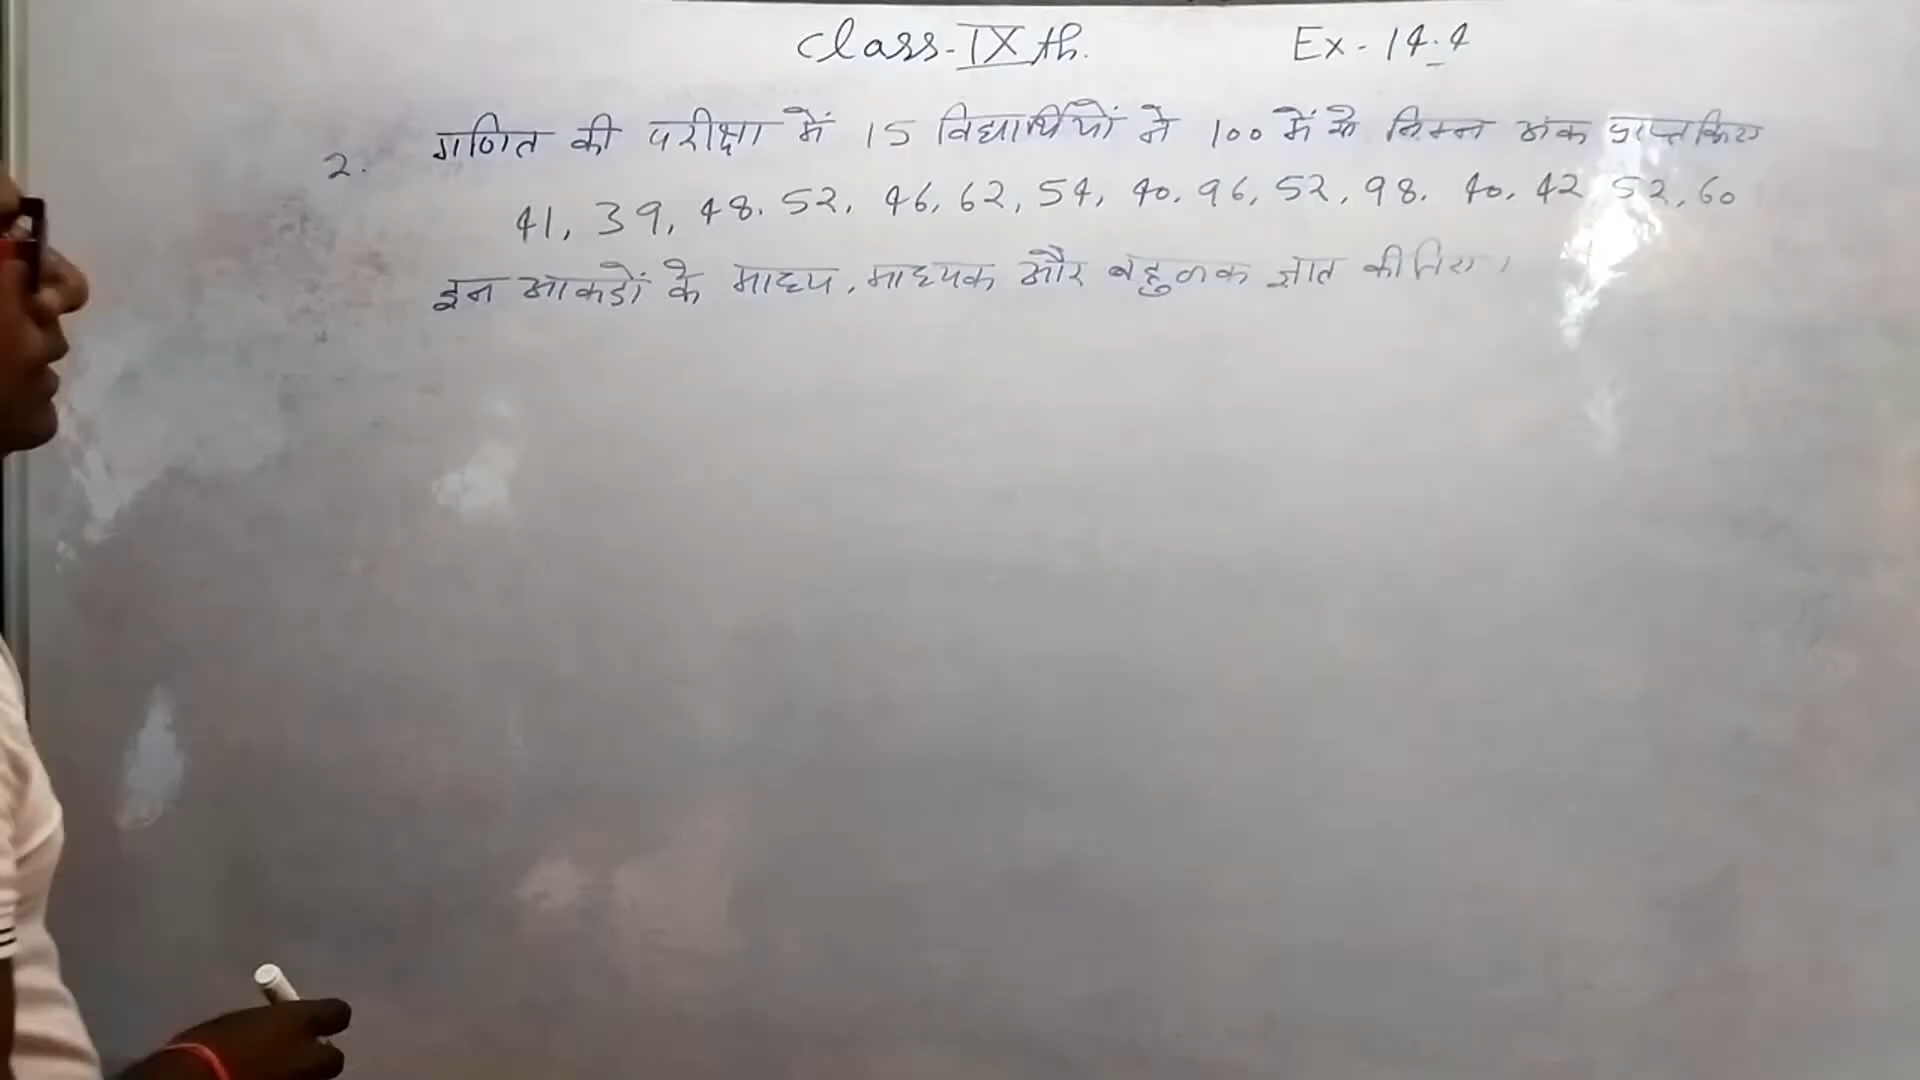 Class-IXth. Ex-14.4
2. गणित की परीक्षा में 15 विद्यार्थियों ने 100 में से निम्न अंक प्राप्त किए
41, 39, 48. 52, 46, 62, 54, 40. 96, 52, 98. 40, 42 52, 60
इन आकडों के माध्य, माध्यक और बहुलक ज्ञात कीजिए।